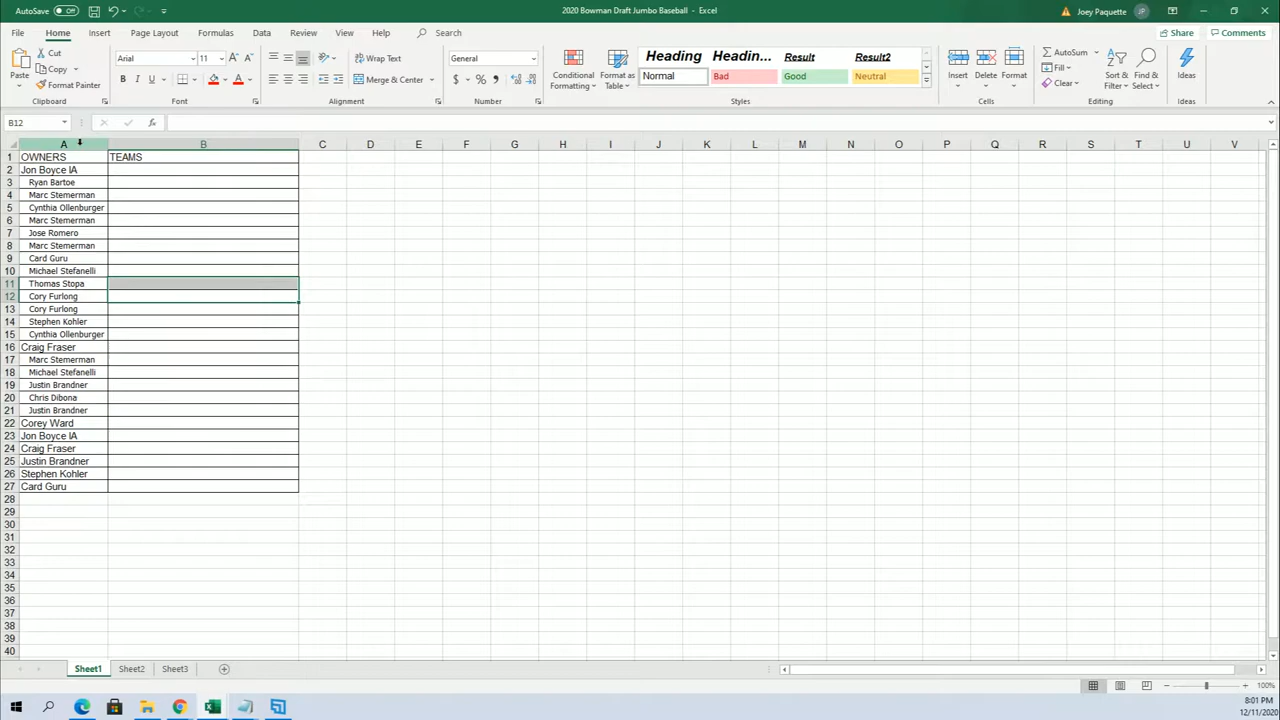 AutoSave Off
2020 Bowman Draft Jumbo Baseball - Excel
Joey Paquette JP
File Home Insert Page Layout Formulas Data Review View Help Search
Share Comments
Paste
Cut
Copy
Format Painter
Clipboard
Arial 11
B I U
Font
Wrap Text
Merge & Center
Alignment
General
$ % ,
Number
Conditional Formatting
Format as Table
Heading Headin... Result Result2
Normal Bad Good Neutral
Styles
Insert Delete Format
Cells
AutoSum
Fill
Clear
Sort & Filter
Find & Select
Editing
Ideas
Ideas
B12 fx
A B C D E F G H I J K L M N O P Q R S T U V
1 OWNERS TEAMS
2 Jon Boyce IA
3 Ryan Bartoe
4 Marc Stemerman
5 Cynthia Ollenburger
6 Marc Stemerman
7 Jose Romero
8 Marc Stemerman
9 Card Guru
10 Michael Stefanelli
11 Thomas Stopa
12 Cory Furlong
13 Cory Furlong
14 Stephen Kohler
15 Cynthia Ollenburger
16 Craig Fraser
17 Marc Stemerman
18 Michael Stefanelli
19 Justin Brandner
20 Chris Dibona
21 Justin Brandner
22 Corey Ward
23 Jon Boyce IA
24 Craig Fraser
25 Justin Brandner
26 Stephen Kohler
27 Card Guru
28
29
30
31
32
33
34
35
36
37
38
39
40
Sheet1 Sheet2 Sheet3
100%
8:01 PM
12/11/2020